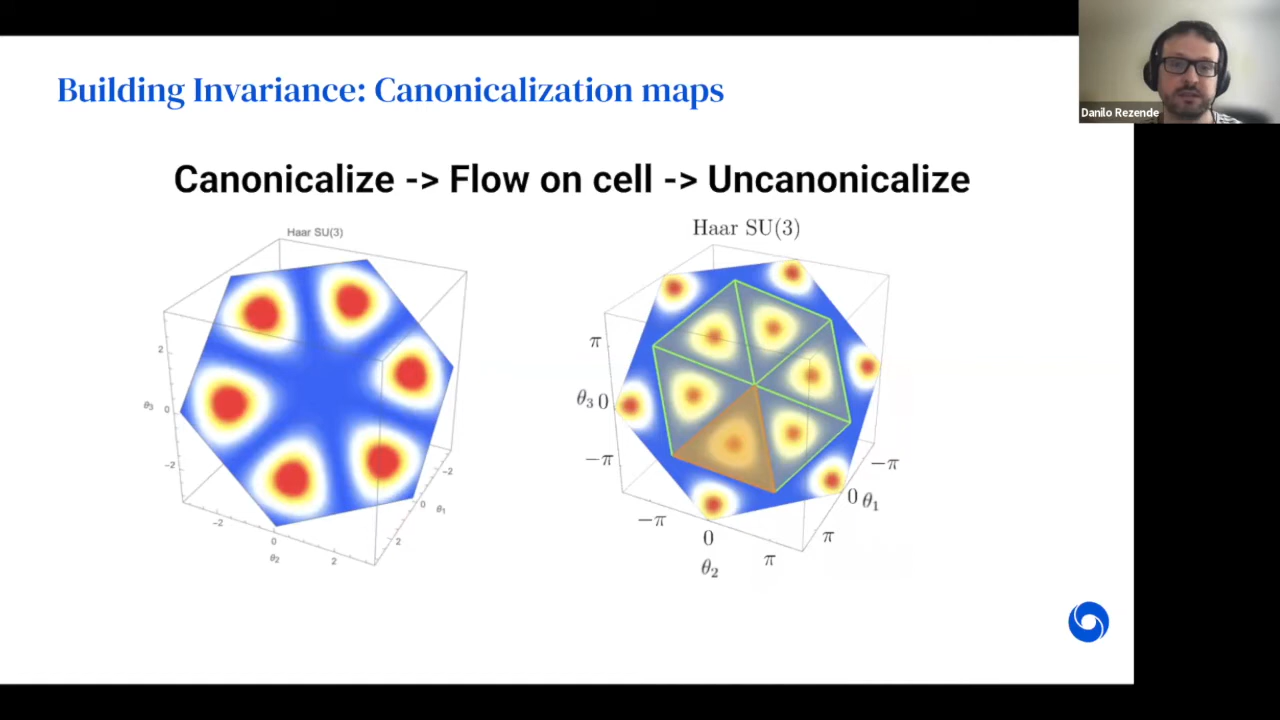 Building Invariance: Canonicalization maps
Danilo Rezende
Canonicalize -> Flow on cell -> Uncanonicalize
Haar SU(3)
2
θ3 0
-2
-2
0
θ2
2
-2
0 θ1
2
Haar SU(3)
π
θ3 0
−π
−π
0
θ2
π
−π
0 θ1
π